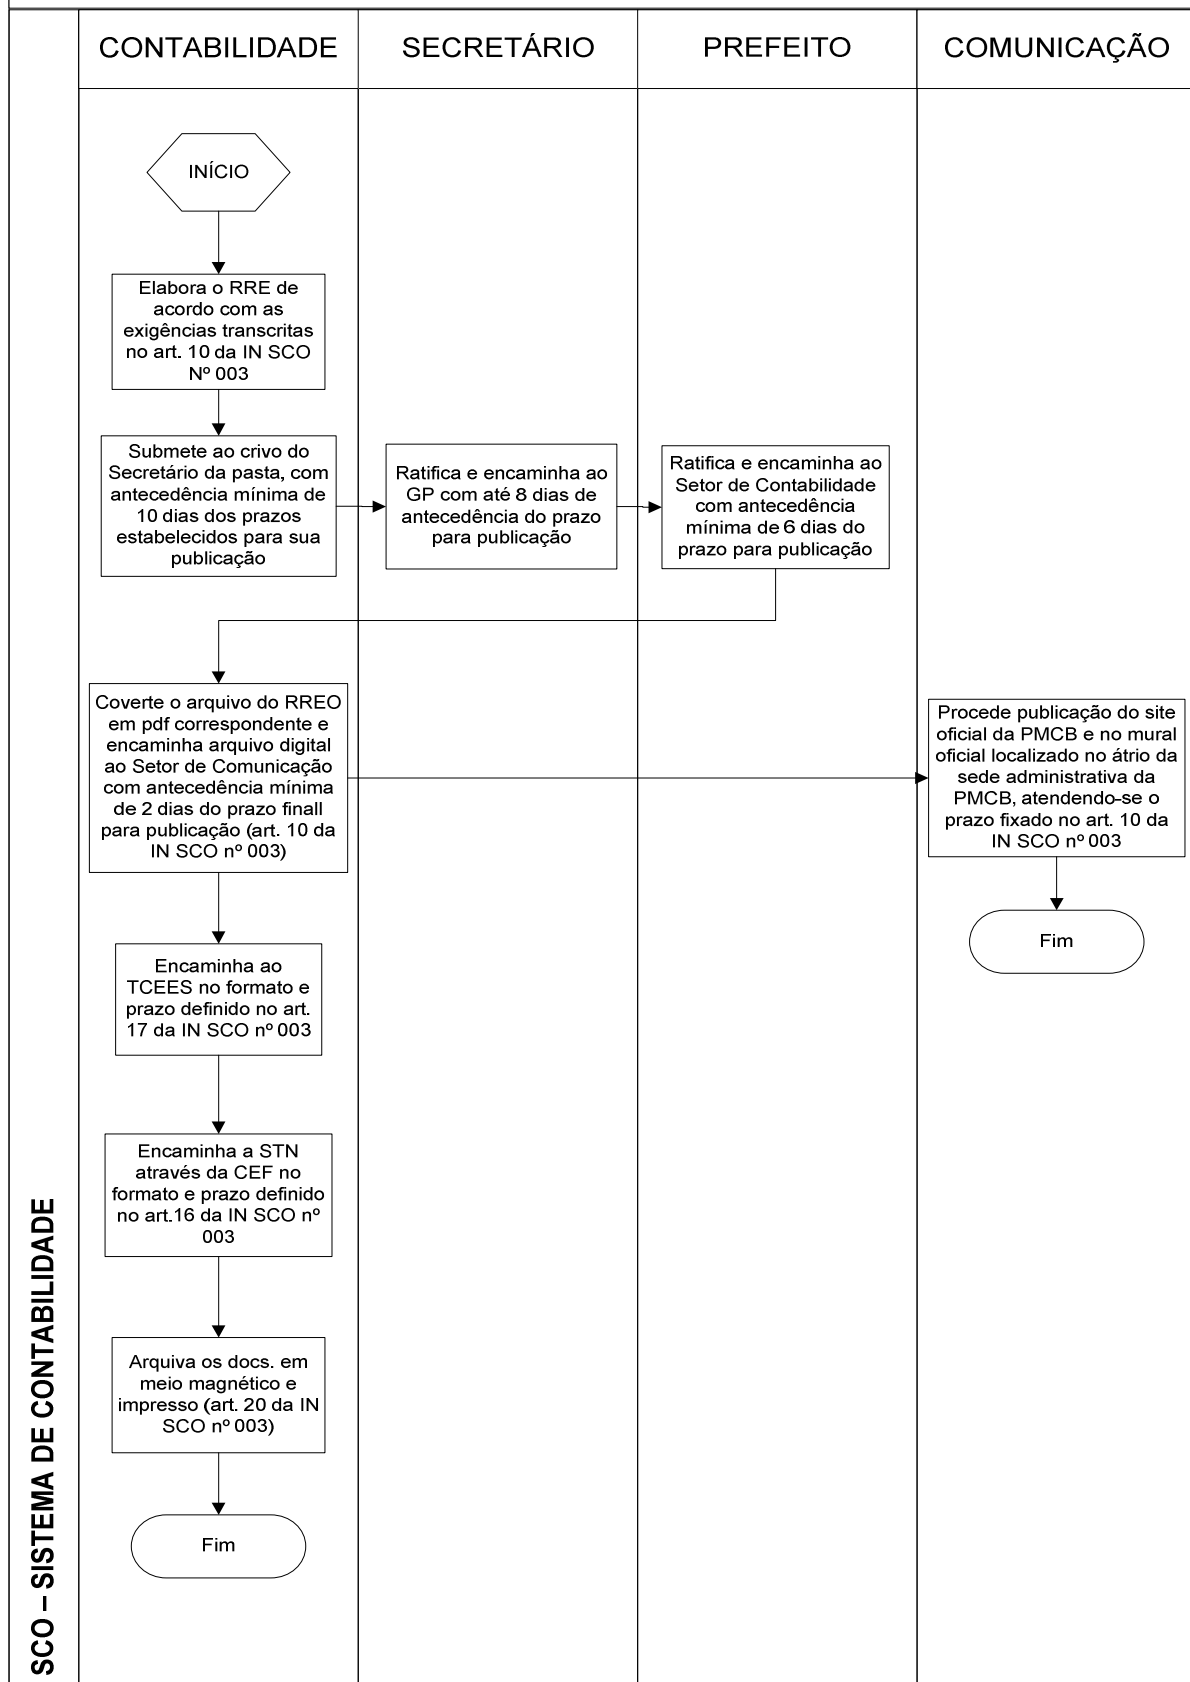 CONTABILIDADE
SECRETÁRIO
PREFEITO
COMUNICAÇÃO
INÍCIO
Elabora o RRE de
acordo com as
exigências transcritas
no art. 10 da IN SCO
Nº 003
Submete ao crivo do
Secretário da pasta, com
antecedência mínima de
10 dias dos prazos
estabelecidos para sua
publicação
Ratifica e encaminha ao
GP com até 8 dias de
antecedência do prazo
para publicação
Ratifica e encaminha ao
Setor de Contabilidade
com antecedência
mínima de 6 dias do
prazo para publicação
Coverte o arquivo do RREO
em pdf correspondente e
encaminha arquivo digital
ao Setor de Comunicação
com antecedência mínima
de 2 dias do prazo finall
para publicação (art. 10 da
IN SCO nº 003)
Procede publicação do site
oficial da PMCB e no mural
oficial localizado no átrio da
sede administrativa da
PMCB, atendendo-se o
prazo fixado no art. 10 da
IN SCO nº 003
Fim
Encaminha ao
TCEES no formato e
prazo definido no art.
17 da IN SCO nº 003
Encaminha a STN
através da CEF no
formato e prazo definido
no art.16 da IN SCO nº
003
Arquiva os docs. em
meio magnético e
impresso (art. 20 da IN
SCO nº 003)
Fim
SCO – SISTEMA DE CONTABILIDADE